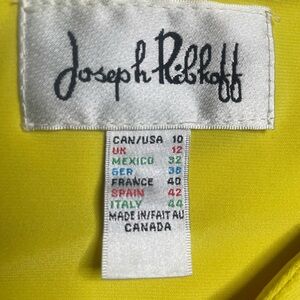 Joseph Ribkoff
CAN/USA 10
UK 12
MEXICO 32
GER 38
FRANCE 40
SPAIN 42
ITALY 44
MADE IN/FAIT AU
CANADA